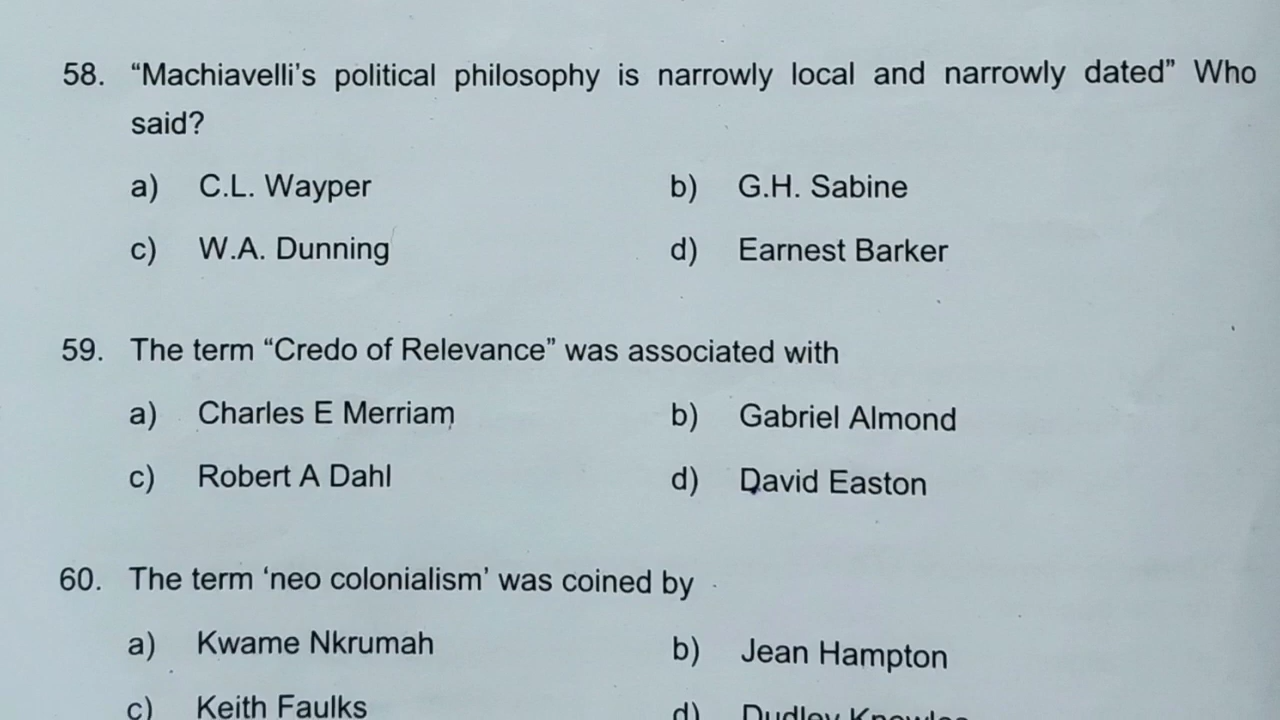 58. “Machiavelli’s political philosophy is narrowly local and narrowly dated” Who
said?
a) C.L. Wayper b) G.H. Sabine
c) W.A. Dunning d) Earnest Barker
59. The term “Credo of Relevance” was associated with
a) Charles E Merriam b) Gabriel Almond
c) Robert A Dahl d) David Easton
60. The term ‘neo colonialism’ was coined by
a) Kwame Nkrumah b) Jean Hampton
c) Keith Faulks d) Dudley Knowles